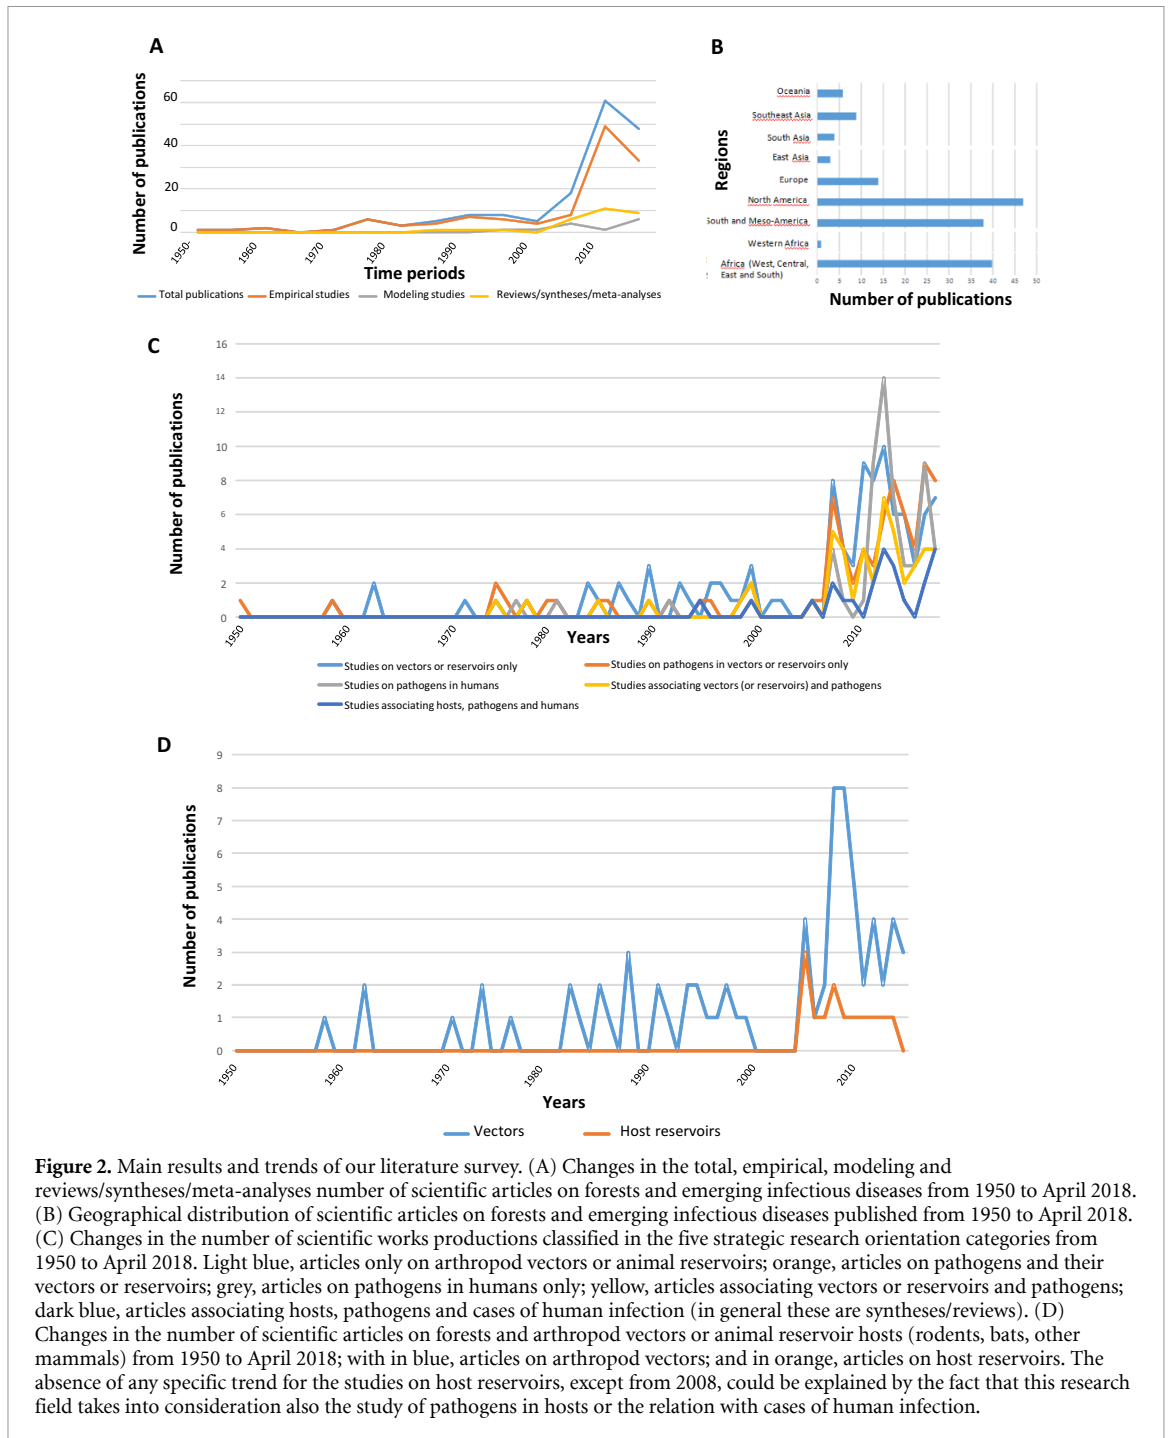 A
Number of publications
60
40
20
0
1950-
1960
1970
1980
1990
2000
2010
Time periods
Total publications
Empirical studies
Modeling studies
Reviews/syntheses/meta-analyses
B
Regions
Oceania
Southeast Asia
South Asia
East Asia
Europe
North America
South and Meso-America
Western Africa
Africa (West, Central,
East and South)
0 5 10 15 20 25 30 35 40 45 50
Number of publications
C
Number of publications
16
14
12
10
8
6
4
2
0
1950
1960
1970
1980
1990
2000
2010
Years
Studies on vectors or reservoirs only
Studies on pathogens in vectors or reservoirs only
Studies on pathogens in humans
Studies associating vectors (or reservoirs) and pathogens
Studies associating hosts, pathogens and humans
D
Number of publications
9
8
7
6
5
4
3
2
1
0
1950
1960
1970
1980
1990
2000
2010
Years
Vectors
Host reservoirs
Figure 2. Main results and trends of our literature survey. (A) Changes in the total, empirical, modeling and
reviews/syntheses/meta-analyses number of scientific articles on forests and emerging infectious diseases from 1950 to April 2018.
(B) Geographical distribution of scientific articles on forests and emerging infectious diseases published from 1950 to April 2018.
(C) Changes in the number of scientific works productions classified in the five strategic research orientation categories from
1950 to April 2018. Light blue, articles only on arthropod vectors or animal reservoirs; orange, articles on pathogens and their
vectors or reservoirs; grey, articles on pathogens in humans only; yellow, articles associating vectors or reservoirs and pathogens;
dark blue, articles associating hosts, pathogens and cases of human infection (in general these are syntheses/reviews). (D)
Changes in the number of scientific articles on forests and arthropod vectors or animal reservoir hosts (rodents, bats, other
mammals) from 1950 to April 2018; with in blue, articles on arthropod vectors; and in orange, articles on host reservoirs. The
absence of any specific trend for the studies on host reservoirs, except from 2008, could be explained by the fact that this research
field takes into consideration also the study of pathogens in hosts or the relation with cases of human infection.